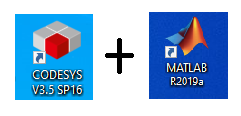 CODESYS
V3.5 SP16
+
MATLAB
R2019a